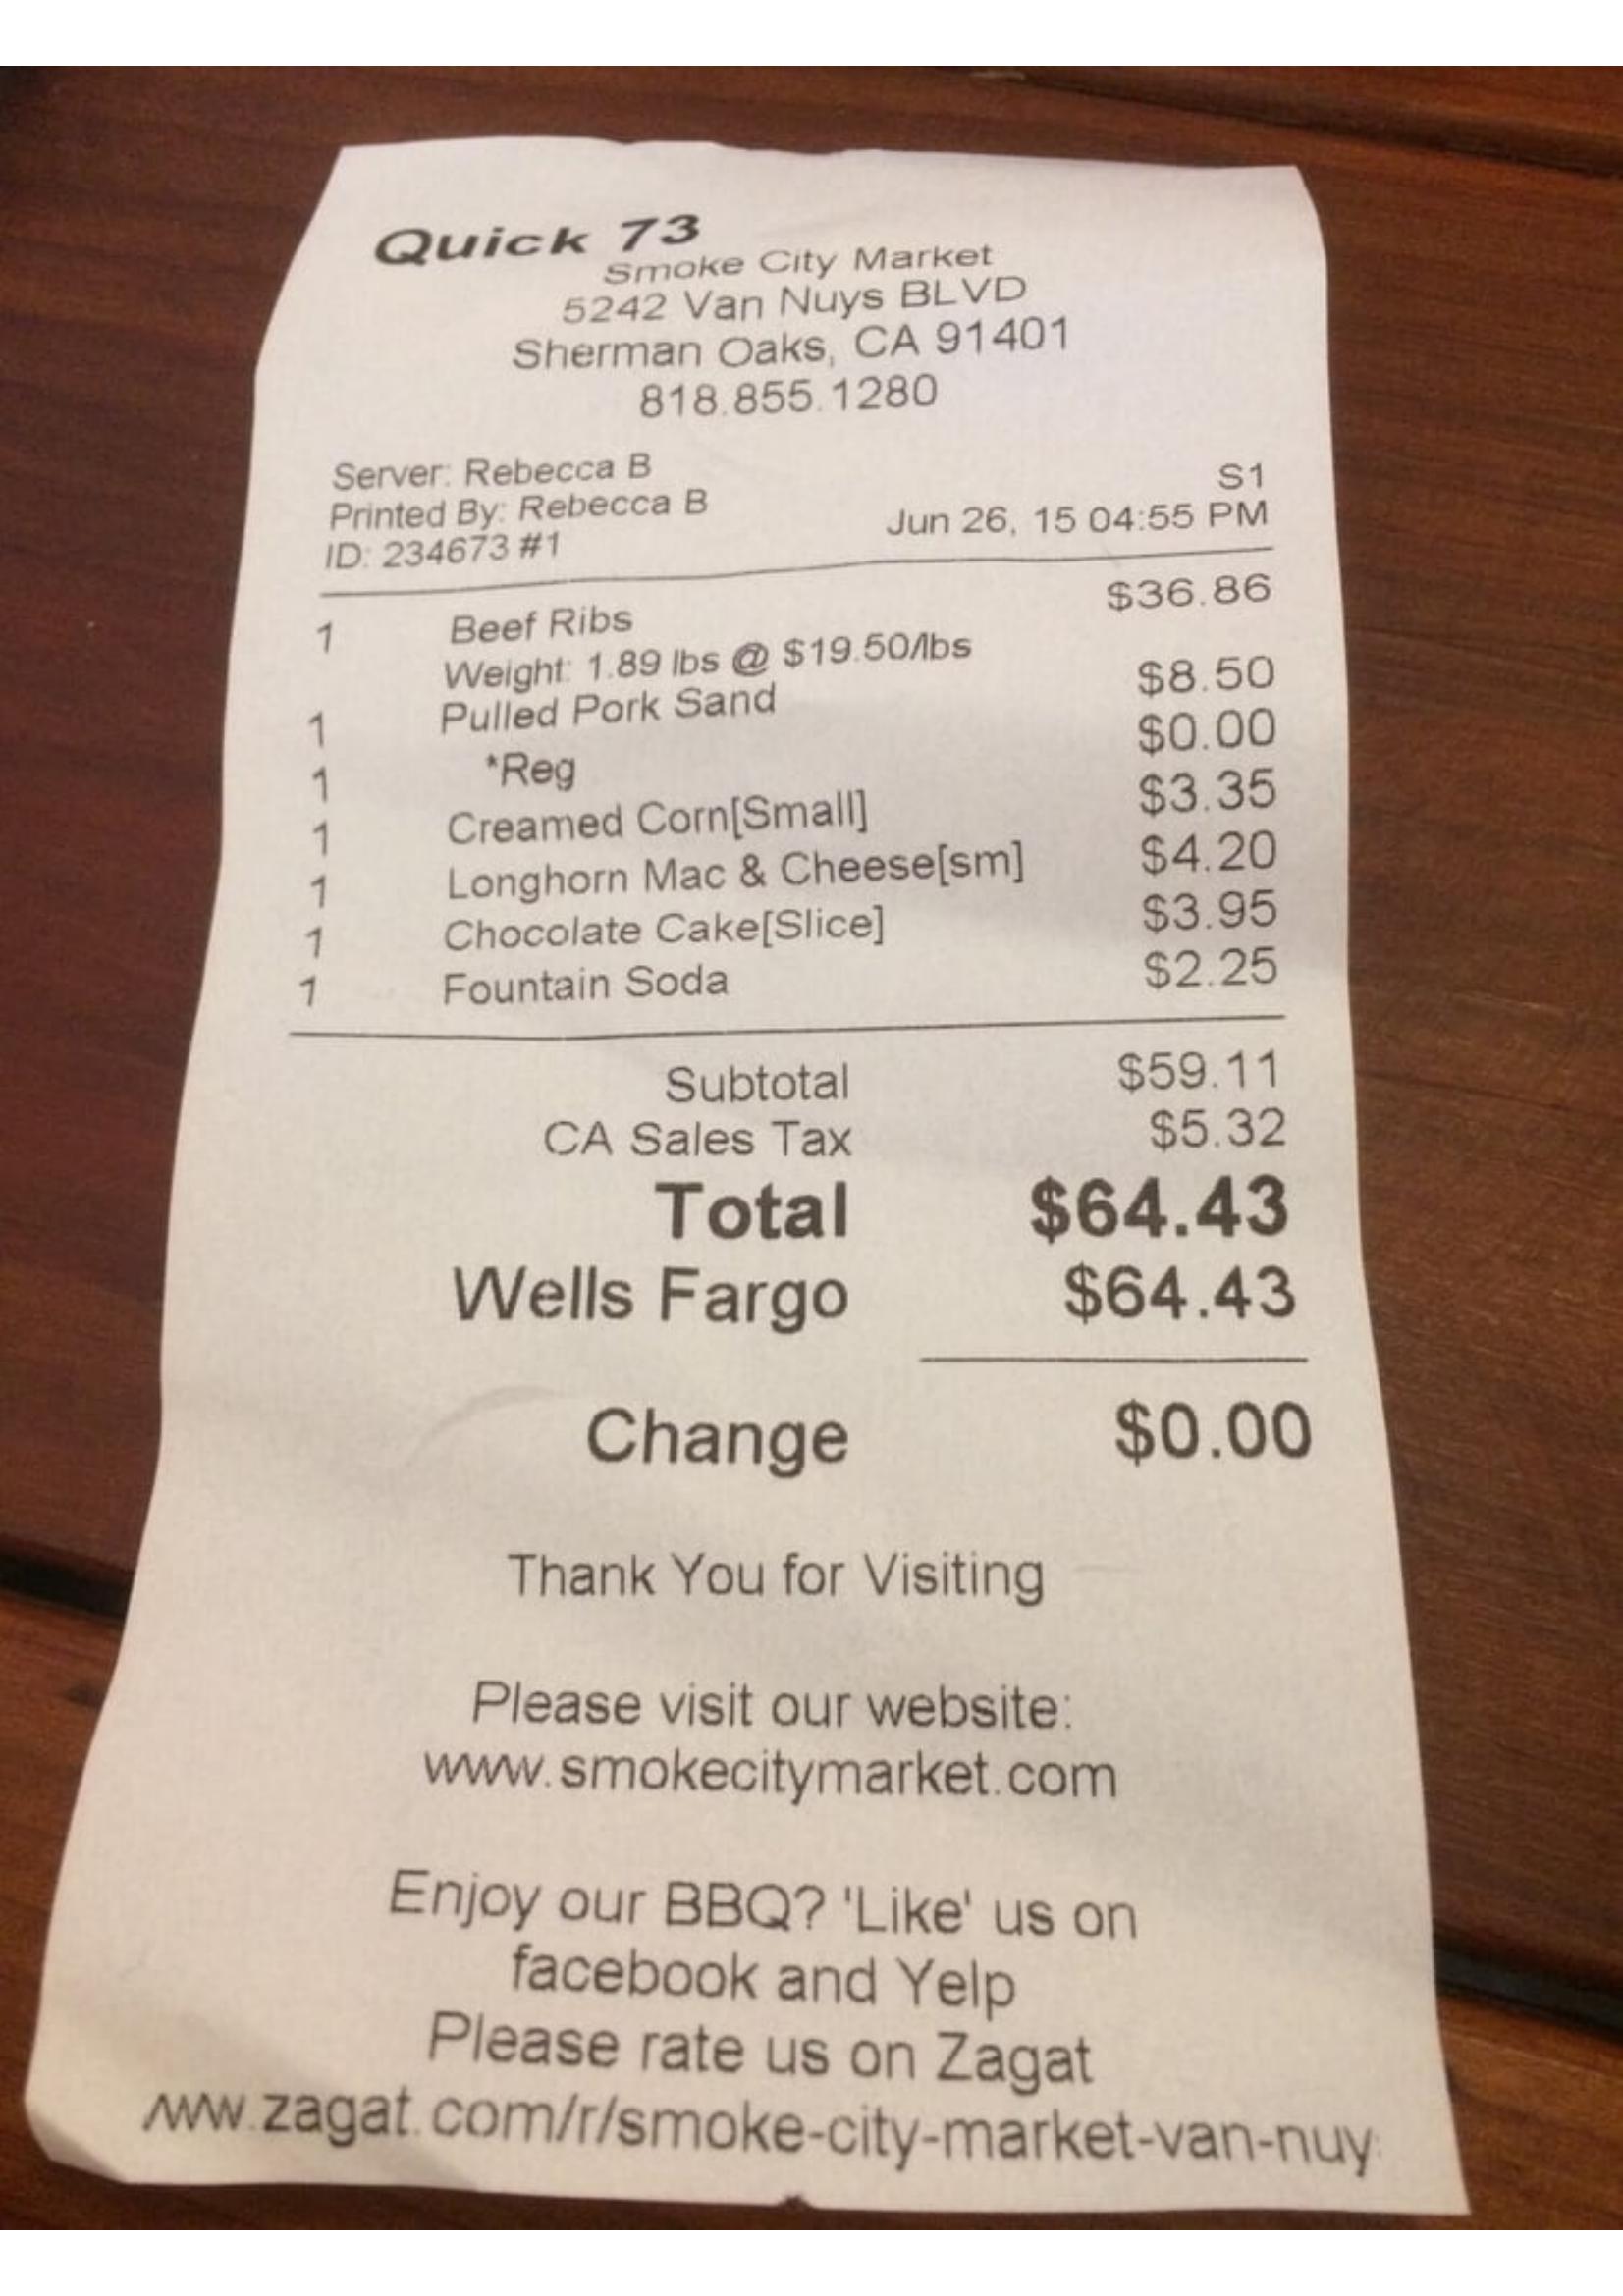 Quick 73
Smoke City Market
5242 Van Nuys BLVD
Sherman Oaks, CA 91401
818.855.1280
Server: Rebecca B
Printed By: Rebecca B S1
ID: 234673 #1 Jun 26, 15 04:55 PM
1 Beef Ribs $36.86
Weight: 1.89 lbs @ $19.50/lbs
1 Pulled Pork Sand $8.50
1 *Reg $0.00
1 Creamed Corn[Small] $3.35
1 Longhorn Mac & Cheese[sm] $4.20
1 Chocolate Cake[Slice] $3.95
1 Fountain Soda $2.25
Subtotal $59.11
CA Sales Tax $5.32
Total $64.43
Wells Fargo $64.43
Change $0.00
Thank You for Visiting
Please visit our website:
www.smokecitymarket.com
Enjoy our BBQ? 'Like' us on
facebook and Yelp
Please rate us on Zagat
www.zagat.com/r/smoke-city-market-van-nuy